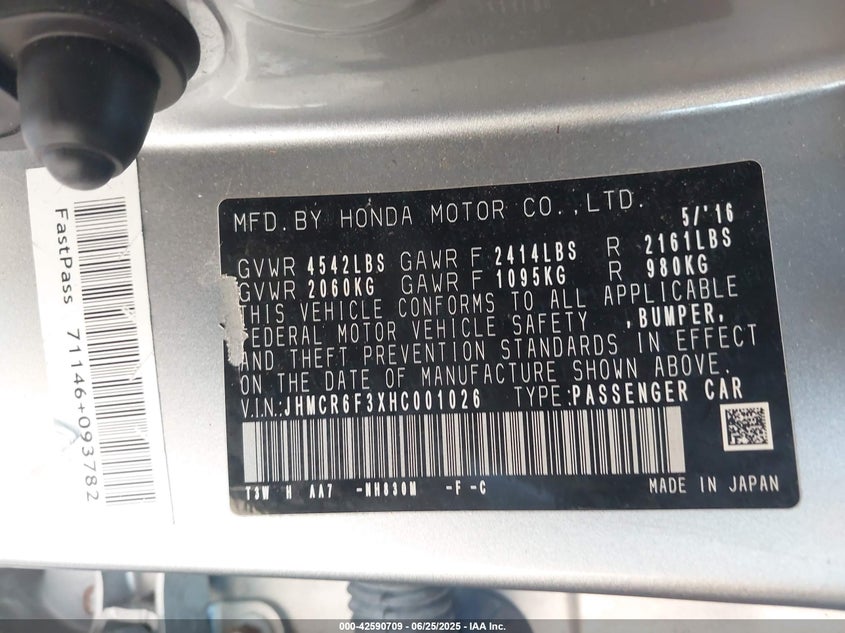 MFD.BY HONDA MOTOR CO.,LTD. 5/'16
GVWR 4542LBS GAWR F 2414LBS R 2161LBS
GVWR 2060KG GAWR F 1095KG R 980KG
THIS VEHICLE CONFORMS TO ALL APPLICABLE
FEDERAL MOTOR VEHICLE SAFETY ,BUMPER,
AND THEFT PREVENTION STANDARDS IN EFFECT
ON THE DATE OF MANUFACTURE SHOWN ABOVE.
V.I.N.:JHMCR6F3XHC001026 TYPE:PASSENGER CAR
T3W H AA7 -NH830M -F -C MADE IN JAPAN
FastPass 71146+093782
000-42590709 - 06/25/2025 - IAA Inc.